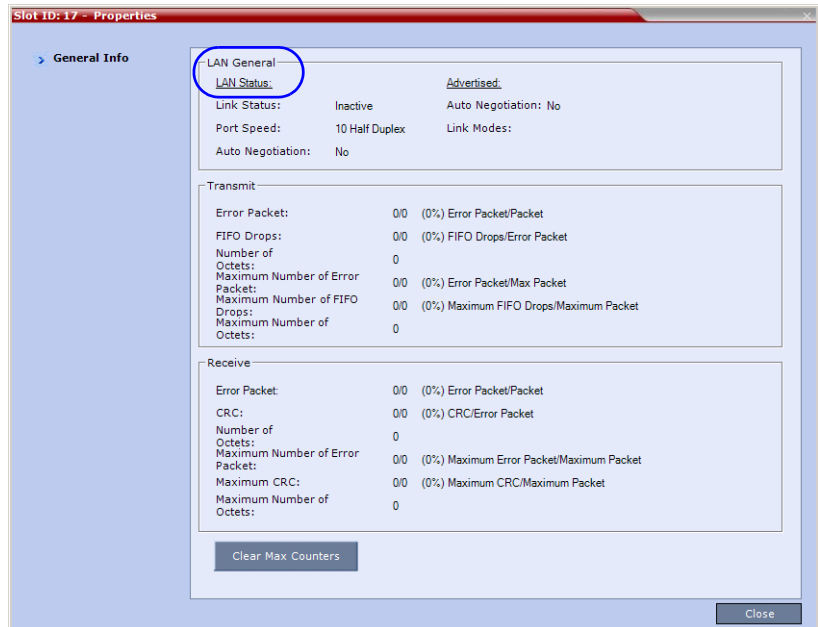 Slot ID: 17 - Properties
General Info
LAN General
LAN Status: Advertised:
Link Status: Inactive Auto Negotiation: No
Port Speed: 10 Half Duplex Link Modes:
Auto Negotiation: No
Transmit
Error Packet: 0/0 (0%) Error Packet/Packet
FIFO Drops: 0/0 (0%) FIFO Drops/Error Packet
Number of
Octets: 0
Maximum Number of Error
Packet: 0/0 (0%) Error Packet/Max Packet
Maximum Number of FIFO
Drops: 0/0 (0%) Maximum FIFO Drops/Maximum Packet
Maximum Number of
Octets: 0
Receive
Error Packet: 0/0 (0%) Error Packet/Packet
CRC: 0/0 (0%) CRC/Error Packet
Number of
Octets: 0
Maximum Number of Error
Packet: 0/0 (0%) Maximum Error Packet/Maximum Packet
Maximum CRC: 0/0 (0%) Maximum CRC/Maximum Packet
Maximum Number of
Octets: 0
Clear Max Counters
Close